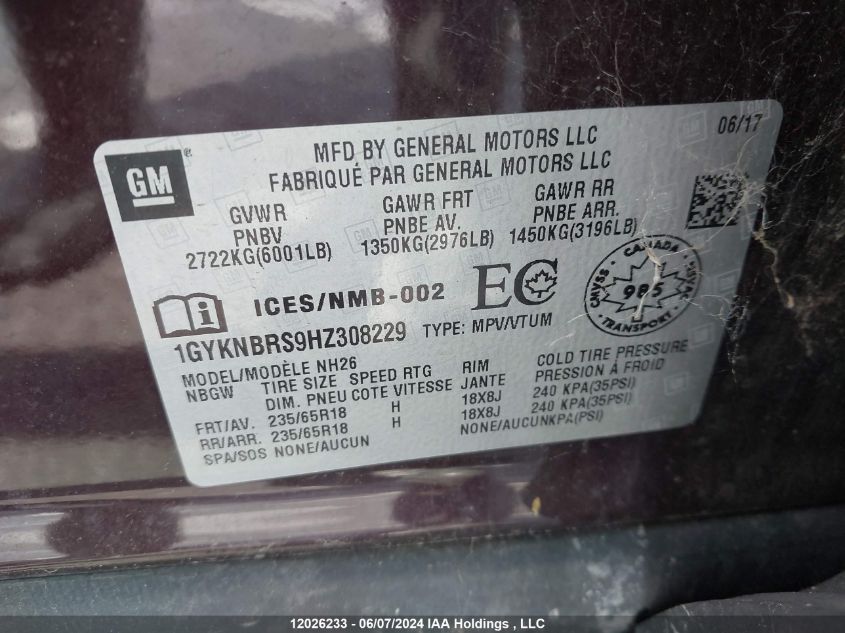 GM ®
MFD BY GENERAL MOTORS LLC
06/17
FABRIQUÉ PAR GENERAL MOTORS LLC
GVWR
PNBV
2722KG(6001LB)
GAWR FRT
PNBE AV.
1350KG(2976LB)
GAWR RR
PNBE ARR.
1450KG(3196LB)
i
ICES/NMB-002
EC
CANADA
985
TRANSPORT
1GYKNBRS9HZ308229
TYPE: MPV/VTUM
MODEL/MODÈLE NH26
NBGW TIRE SIZE SPEED RTG RIM COLD TIRE PRESSURE
DIM. PNEU COTE VITESSE JANTE PRESSION À FROID
FRT/AV. 235/65R18 H 18X8J 240 KPA(35PSI)
RR/ARR. 235/65R18 H 18X8J 240 KPA(35PSI)
SPA/SOS NONE/AUCUN NONE/AUCUNKPA(PSI)
12026233 - 06/07/2024 IAA Holdings , LLC